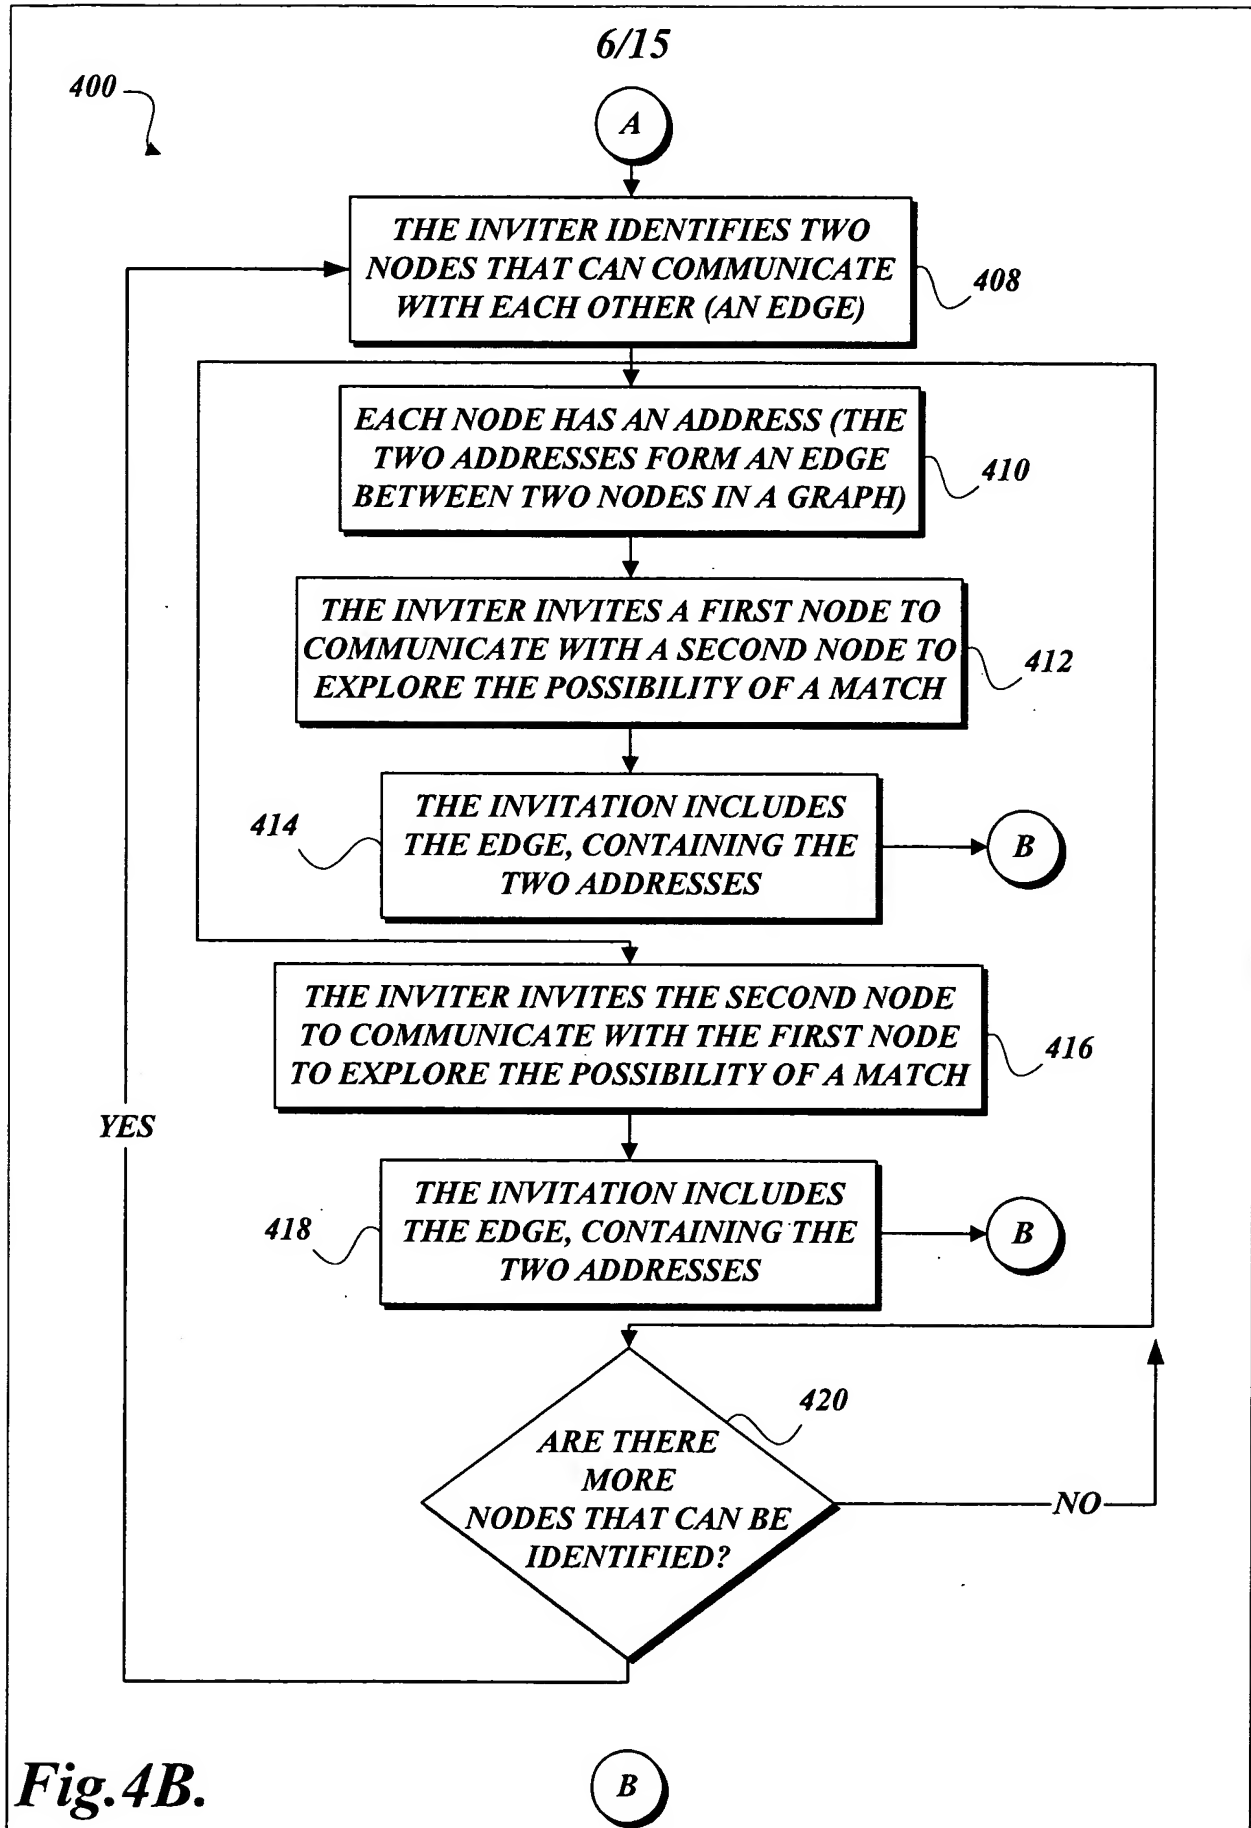 6/15
400
A
THE INVITER IDENTIFIES TWO
NODES THAT CAN COMMUNICATE
WITH EACH OTHER (AN EDGE)
408
EACH NODE HAS AN ADDRESS (THE
TWO ADDRESSES FORM AN EDGE
BETWEEN TWO NODES IN A GRAPH)
410
THE INVITER INVITES A FIRST NODE TO
COMMUNICATE WITH A SECOND NODE TO
EXPLORE THE POSSIBILITY OF A MATCH
412
THE INVITATION INCLUDES
THE EDGE, CONTAINING THE
TWO ADDRESSES
414
B
THE INVITER INVITES THE SECOND NODE
TO COMMUNICATE WITH THE FIRST NODE
TO EXPLORE THE POSSIBILITY OF A MATCH
416
YES
THE INVITATION INCLUDES
THE EDGE, CONTAINING THE
TWO ADDRESSES
418
B
420
ARE THERE
MORE
NODES THAT CAN BE
IDENTIFIED?
NO
Fig.4B.
B